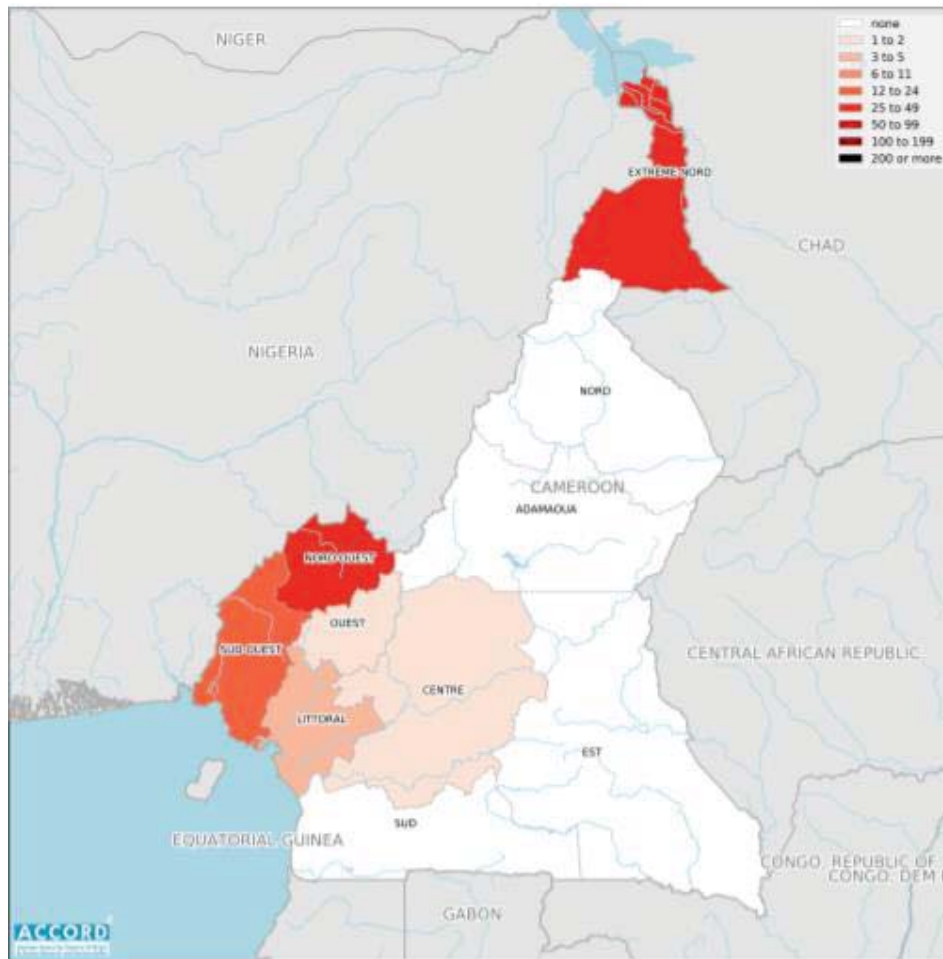 NIGER
none
1 to 2
3 to 5
6 to 11
12 to 24
25 to 49
50 to 99
100 to 199
200 or more
EXTREME NORD
CHAD
NIGERIA
NORD
CAMEROON
ADAMAOUA
NORD-OUEST
OUEST
SUD-OUEST
CENTRAL AFRICAN REPUBLIC
CENTRE
LITTORAL
EST
SUD
EQUATORIAL GUINEA
CONGO, REPUBLIC OF
CONGO, DEM
GABON
ACCORD